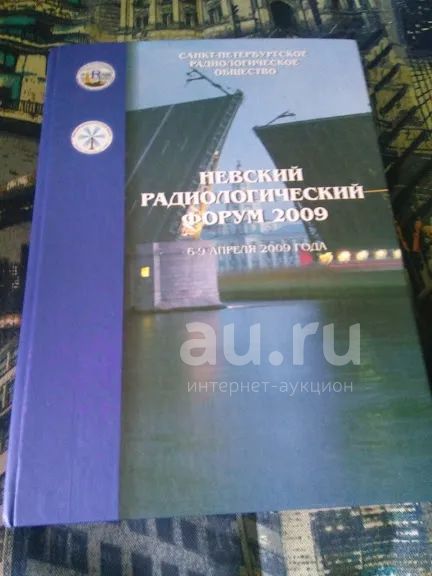 САНКТ-ПЕТЕРБУРГСКОЕ
РАДИОЛОГИЧЕСКОЕ
ОБЩЕСТВО
НЕВСКИЙ
РАДИОЛОГИЧЕСКИЙ
ФОРУМ 2009
6-9 АПРЕЛЯ 2009 ГОДА
au.ru
интернет-аукцион